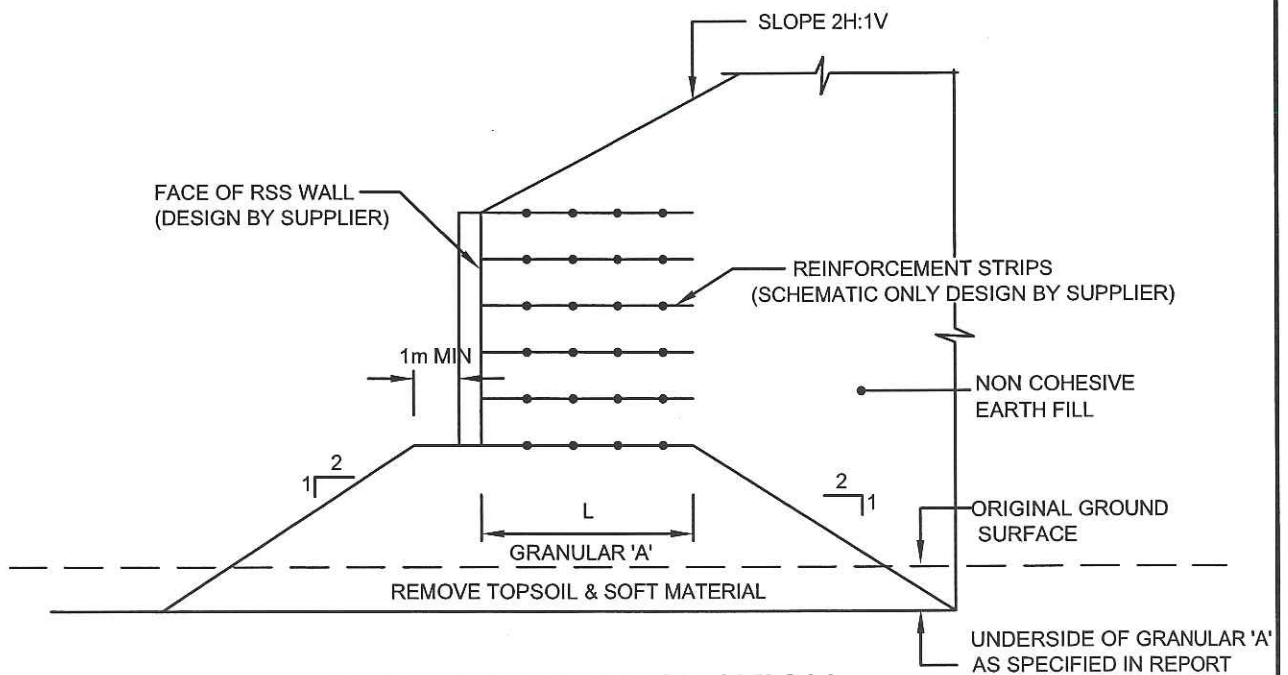 SLOPE 2H:1V
FACE OF RSS WALL
(DESIGN BY SUPPLIER)
REINFORCEMENT STRIPS
(SCHEMATIC ONLY DESIGN BY SUPPLIER)
1m MIN
NON COHESIVE
EARTH FILL
2
1
2
1
L
GRANULAR 'A'
ORIGINAL GROUND
SURFACE
REMOVE TOPSOIL & SOFT MATERIAL
UNDERSIDE OF GRANULAR 'A'
AS SPECIFIED IN REPORT